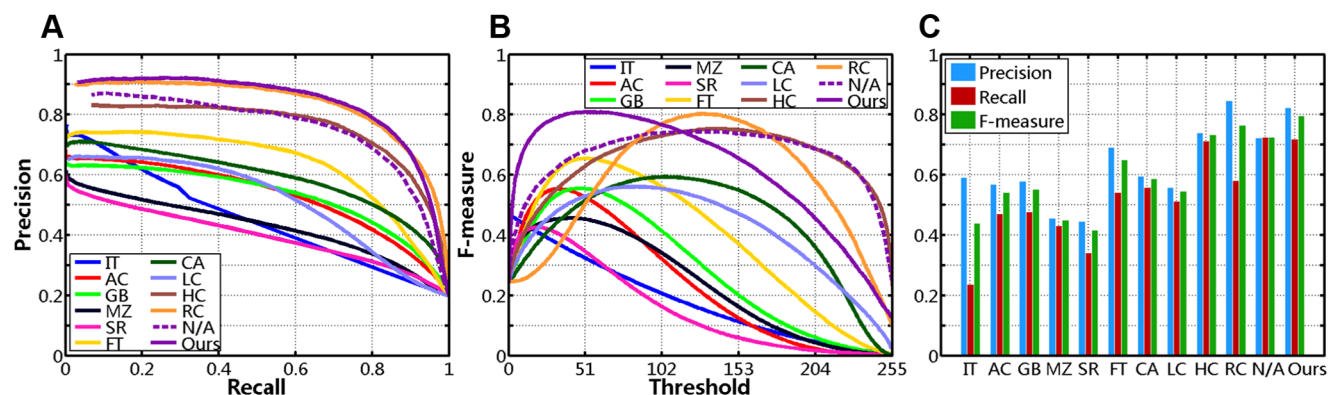 A
B
C
1
0.8
0.6
0.4
0.2
0
Precision
IT
AC
GB
MZ
SR
FT
CA
LC
HC
RC
N/A
Ours
0 0.2 0.4 0.6 0.8 1
Recall
1
0.8
0.6
0.4
0.2
0
F-measure
IT MZ CA RC
AC SR LC N/A
GB FT HC Ours
0 51 102 153 204 255
Threshold
1
0.8
0.6
0.4
0.2
0
Precision
Recall
F-measure
IT AC GB MZ SR FT CA LC HC RC N/A Ours